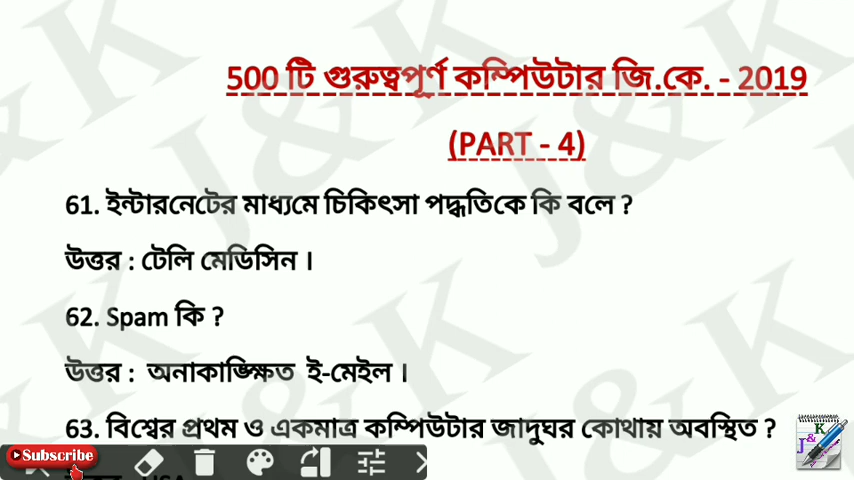 500 টি গুরুত্বপূর্ণ কম্পিউটার জি.কে. - 2019
(PART - 4)
61. ইন্টারনেটের মাধ্যমে চিকিৎসা পদ্ধতিকে কি বলে ?
উত্তর : টেলি মেডিসিন ।
62. Spam কি ?
উত্তর : অনাকাঙ্ক্ষিত ই-মেইল ।
63. বিশ্বের প্রথম ও একমাত্র কম্পিউটার জাদুঘর কোথায় অবস্থিত ?
Subscribe
J&K